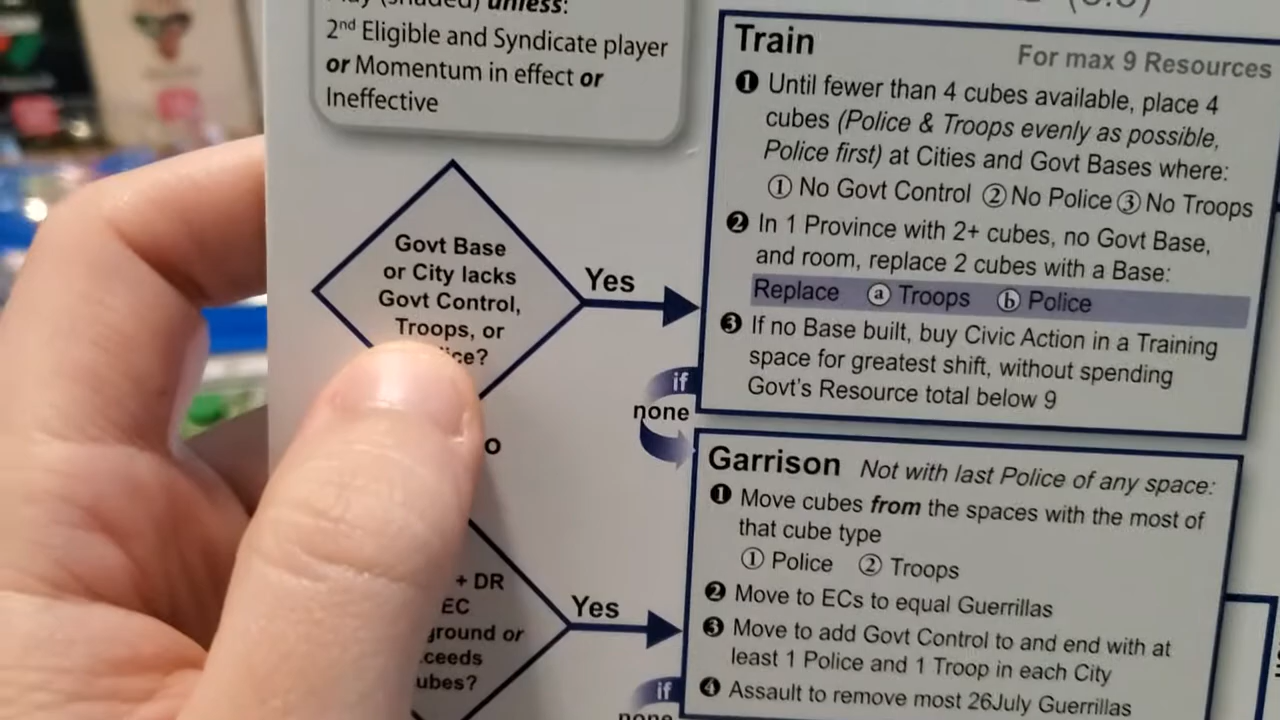 unless:
2nd Eligible and Syndicate player
or Momentum in effect or
Ineffective
Govt Base
or City lacks
Govt Control,
Troops, or
Yes
Train
For max 9 Resources
❶ Until fewer than 4 cubes available, place 4
cubes (Police & Troops evenly as possible,
Police first) at Cities and Govt Bases where:
① No Govt Control ② No Police ③ No Troops
❷ In 1 Province with 2+ cubes, no Govt Base,
and room, replace 2 cubes with a Base:
Replace ⓐ Troops ⓑ Police
❸ If no Base built, buy Civic Action in a Training
space for greatest shift, without spending
Govt's Resource total below 9
if
none
Garrison Not with last Police of any space:
❶ Move cubes from the spaces with the most of
that cube type
① Police ② Troops
❷ Move to ECs to equal Guerrillas
❸ Move to add Govt Control to and end with at
least 1 Police and 1 Troop in each City
❹ Assault to remove most 26July Guerrillas
+ DR
EC
or
Yes
if
none